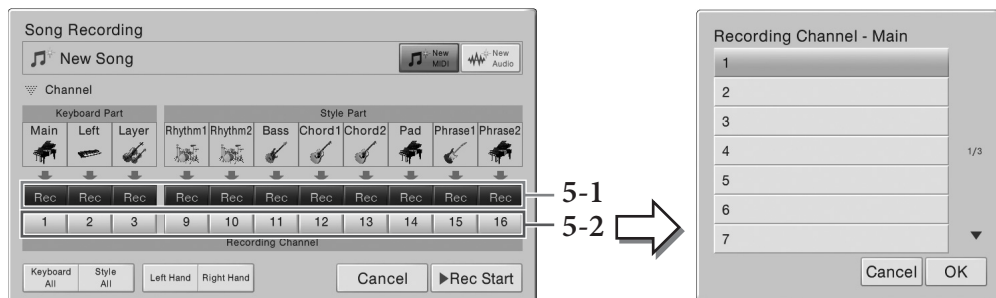 Song Recording
New Song
New MIDI
New Audio
Channel
Keyboard Part
Style Part
Main Left Layer Rhythm1 Rhythm2 Bass Chord1 Chord2 Pad Phrase1 Phrase2
Rec Rec Rec Rec Rec Rec Rec Rec Rec Rec Rec
5-1
1 2 3 9 10 11 12 13 14 15 16
5-2
Recording Channel
Keyboard All
Style All
Left Hand
Right Hand
Cancel
▶Rec Start
Recording Channel - Main
1
2
3
4
1/3
5
6
7
Cancel
OK